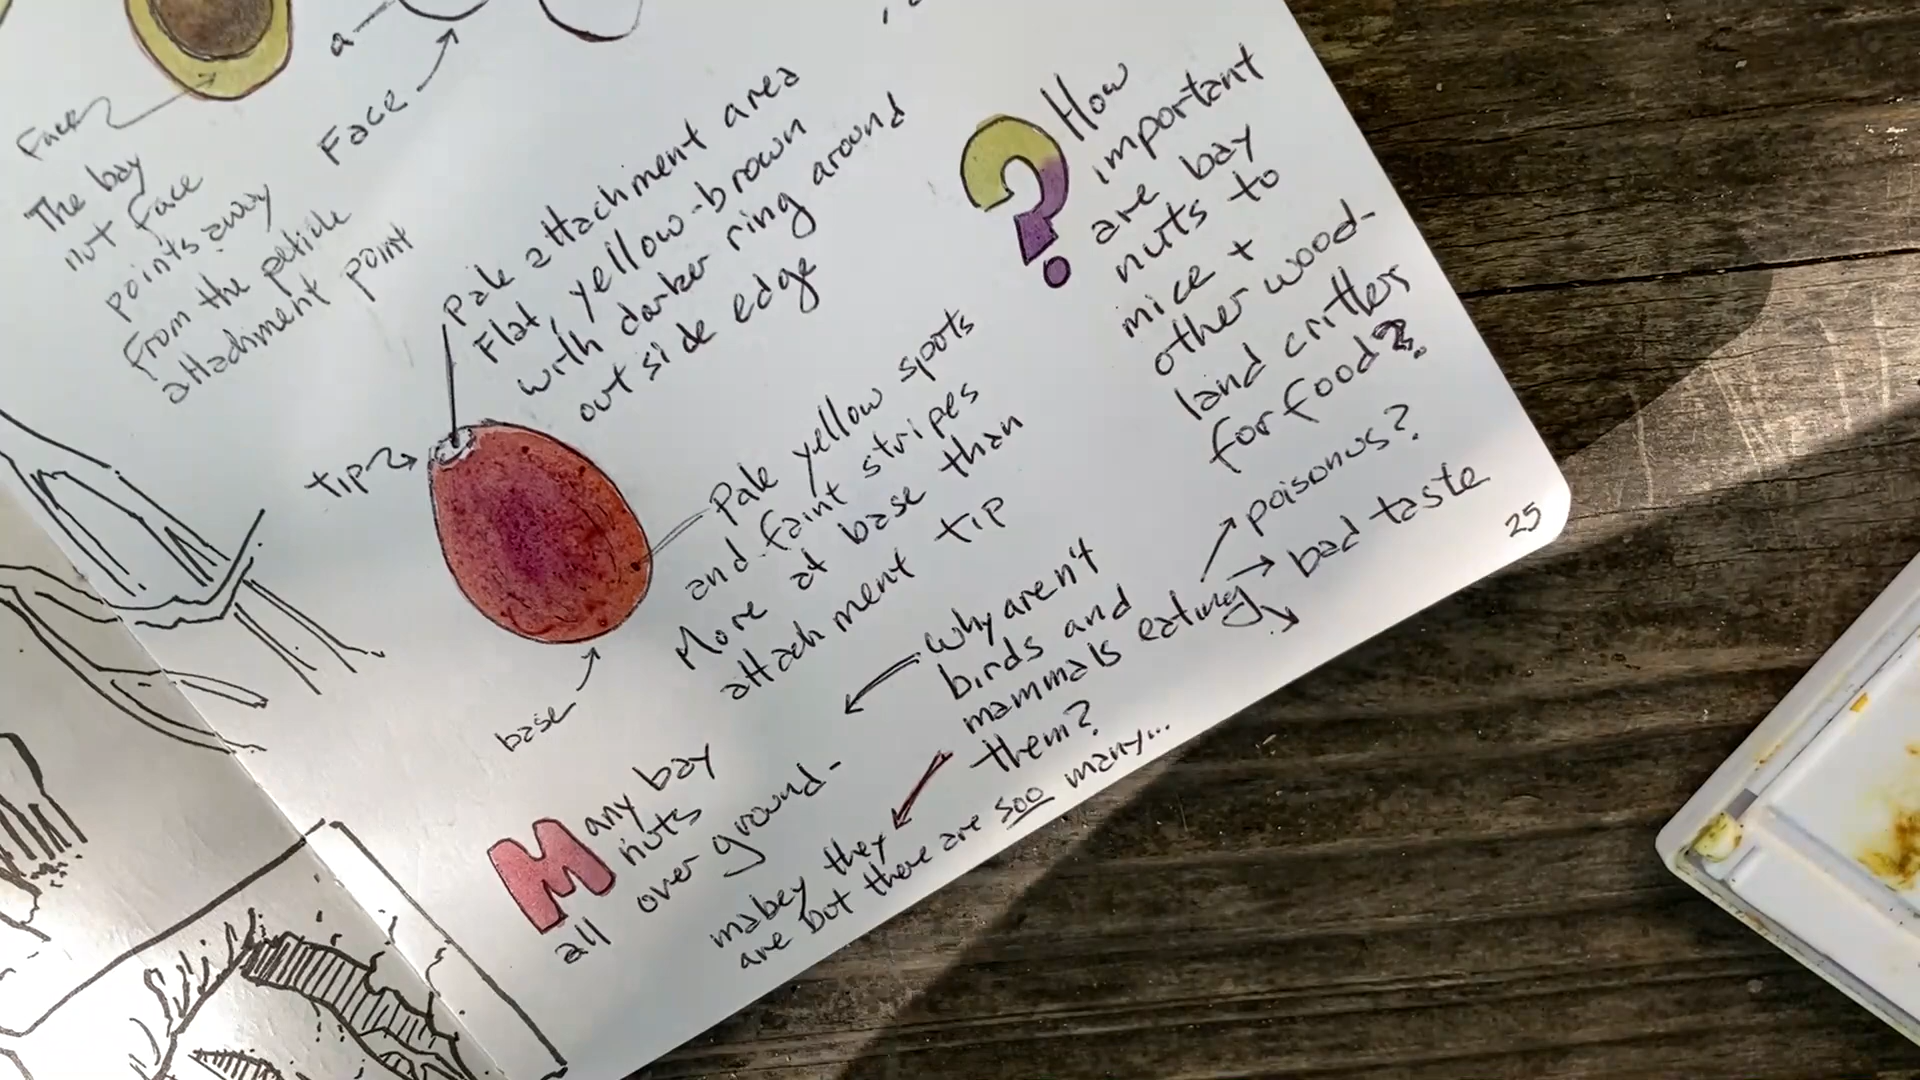 a
Face
Face
The bay
nut face
points away
from the petiole
attachment point
Pale attachment area
Flat, yellow-brown
with darker ring around
outside edge
tip
Pale yellow spots
and faint stripes
More at base than
attachment tip
base
? How
important
are bay
nuts to
mice +
other wood-
land critters
for food?
poisonus?
bad taste
why aren't
birds and
mammals eating
them?
Many bay
nuts
all over ground-
mabey they
are but there are soo many...
25